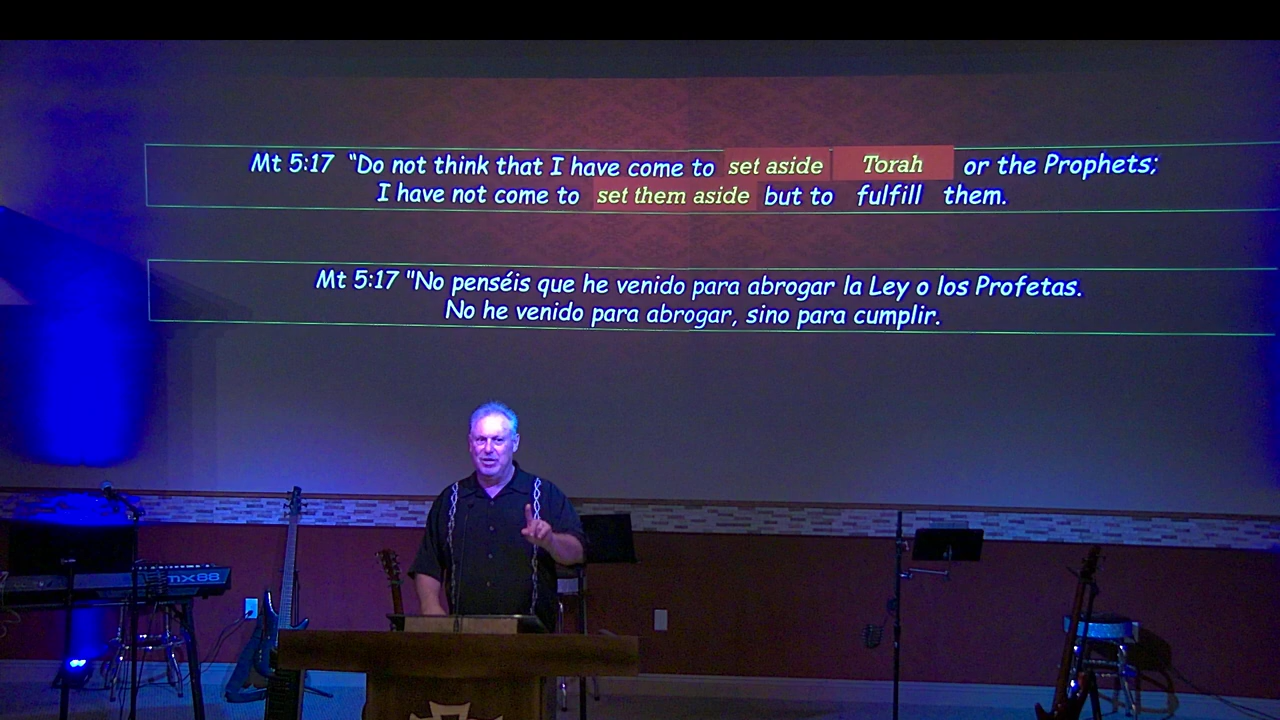 Mt 5:17 “Do not think that I have come to set aside Torah or the Prophets;
I have not come to set them aside but to fulfill them.
Mt 5:17 "No penséis que he venido para abrogar la Ley o los Profetas.
No he venido para abrogar, sino para cumplir.
mx88